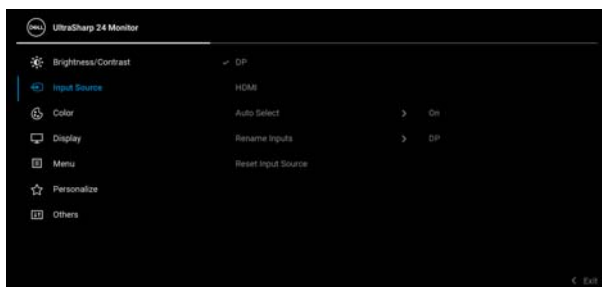 DELL UltraSharp 24 Monitor
Brightness/Contrast ✓ DP
Input Source HDMI
Color Auto Select > On
Display Rename Inputs > DP
Menu Reset Input Source
Personalize
Others
< Exit